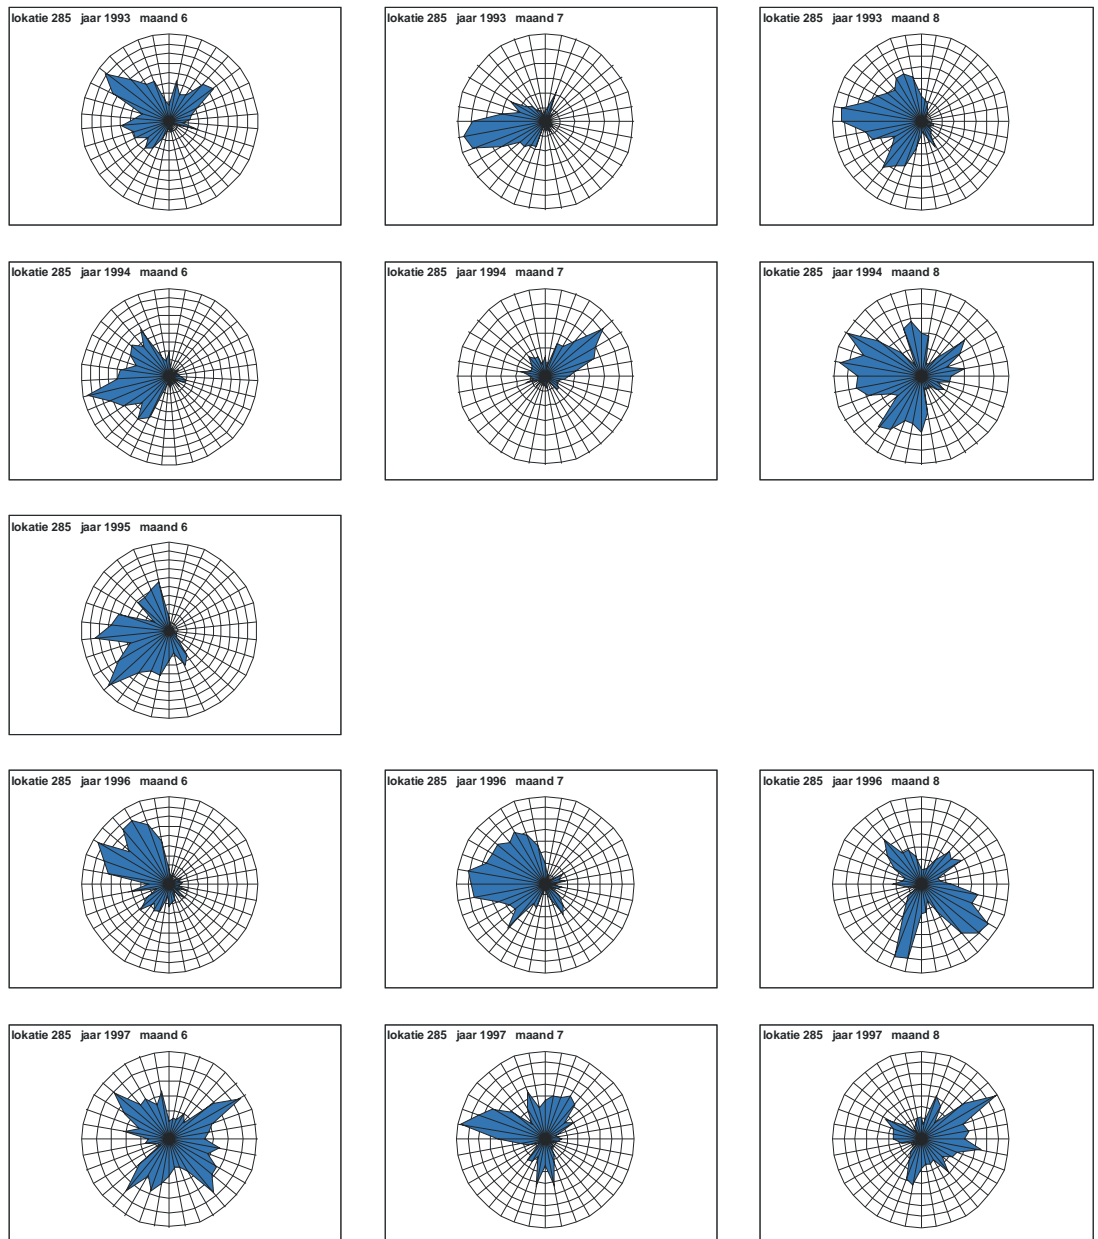 lokatie 285 jaar 1993 maand 6
lokatie 285 jaar 1993 maand 7
lokatie 285 jaar 1993 maand 8
lokatie 285 jaar 1994 maand 6
lokatie 285 jaar 1994 maand 7
lokatie 285 jaar 1994 maand 8
lokatie 285 jaar 1995 maand 6
lokatie 285 jaar 1996 maand 6
lokatie 285 jaar 1996 maand 7
lokatie 285 jaar 1996 maand 8
lokatie 285 jaar 1997 maand 6
lokatie 285 jaar 1997 maand 7
lokatie 285 jaar 1997 maand 8